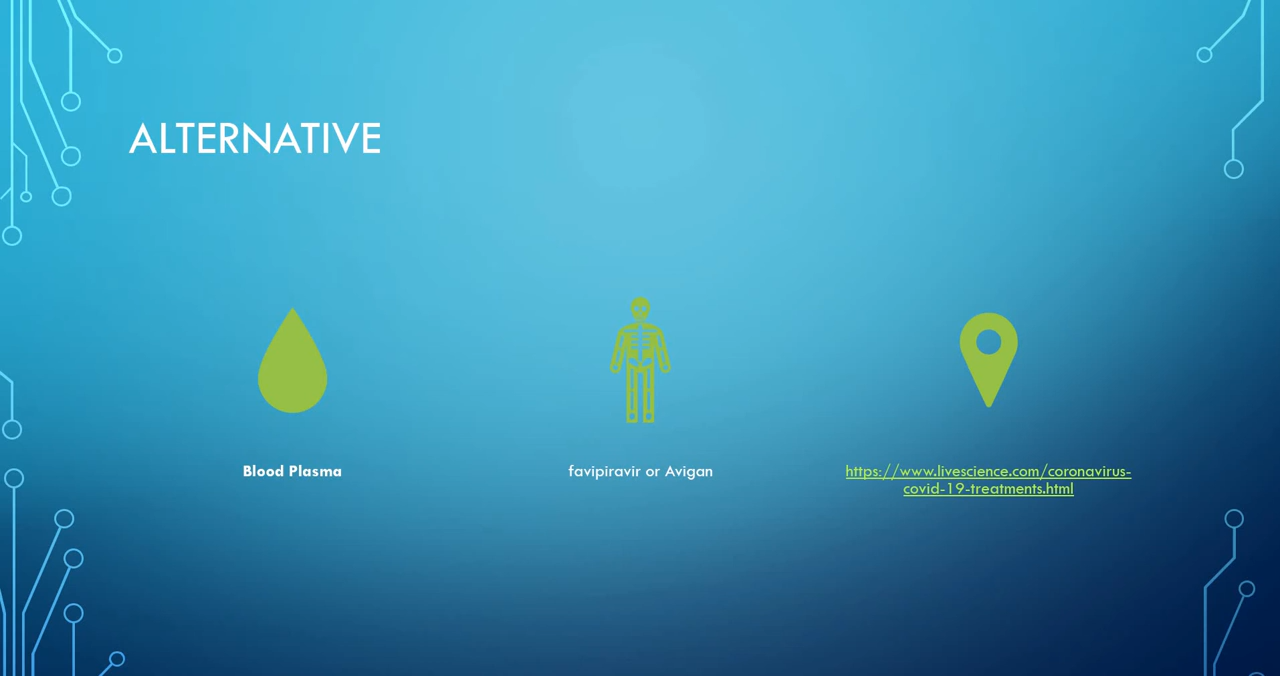 ALTERNATIVE
Blood Plasma
favipiravir or Avigan
https://www.livescience.com/coronavirus-
covid-19-treatments.html